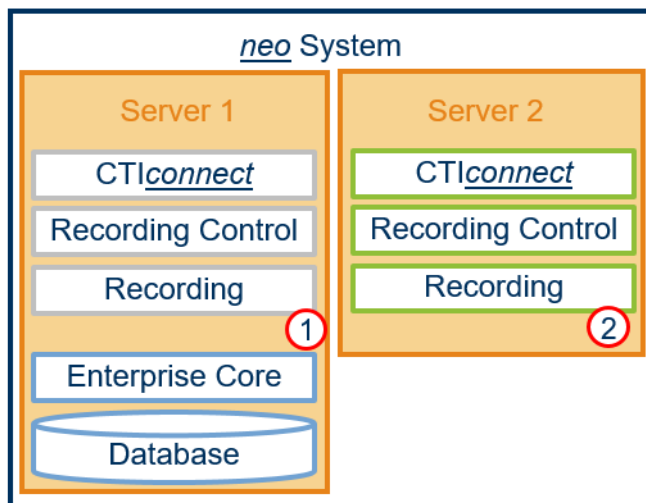 neo System
Server 1
CTIconnect
Recording Control
Recording
1
Enterprise Core
Database
Server 2
CTIconnect
Recording Control
Recording
2